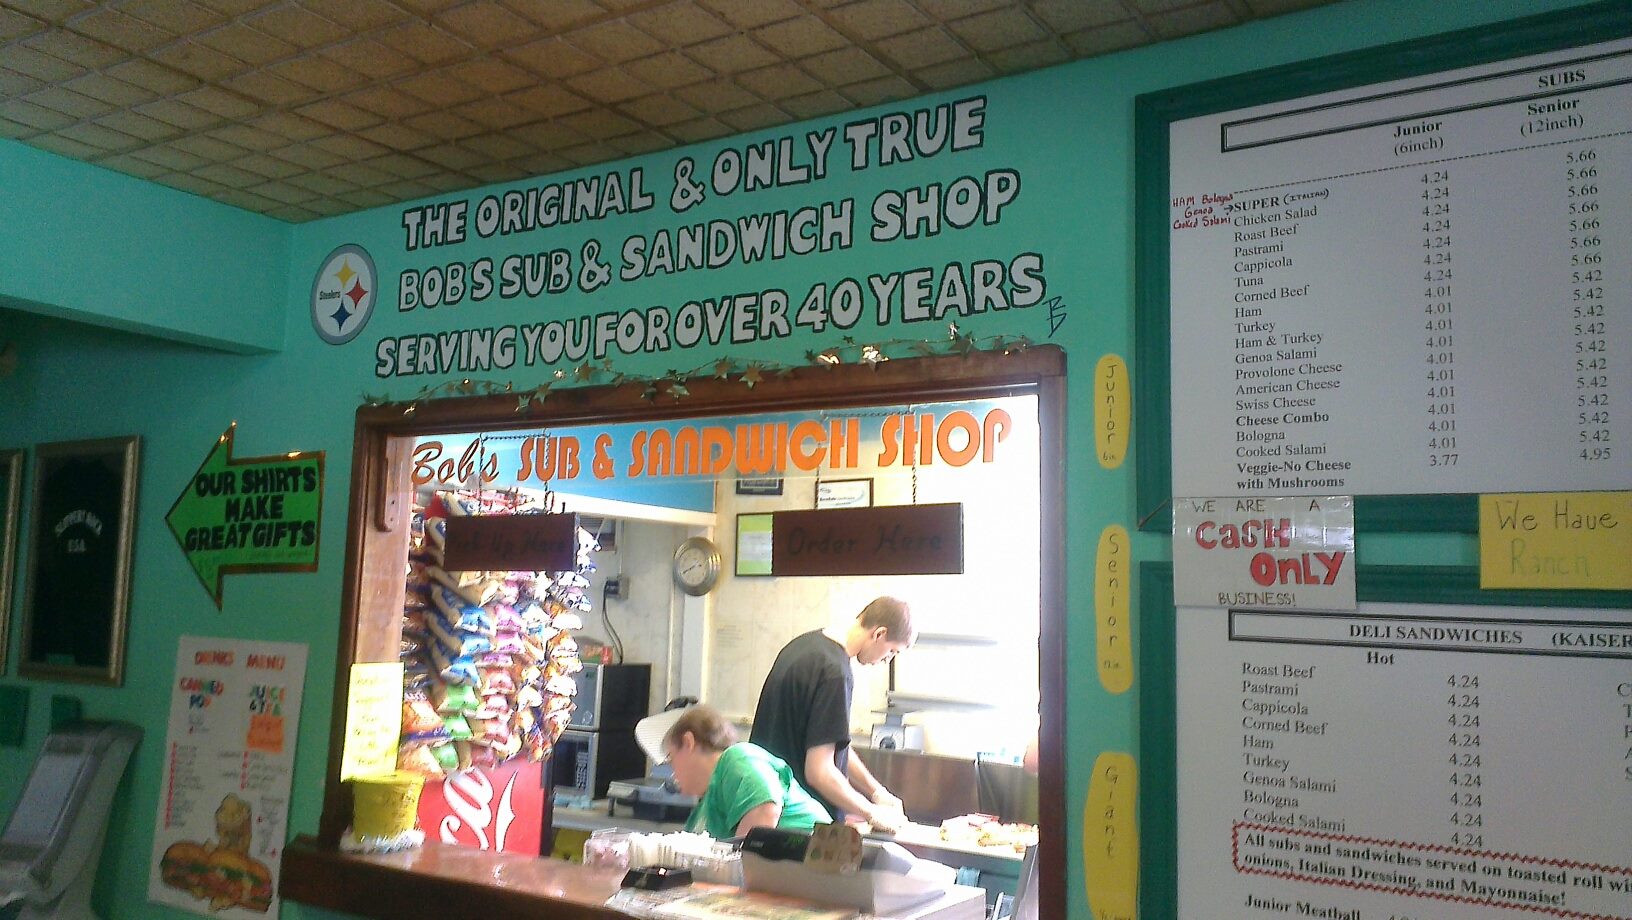 THE ORIGINAL & ONLY TRUE
BOB'S SUB & SANDWICH SHOP
SERVING YOU FOR OVER 40 YEARS
Steelers
Bob's SUB & SANDWICH SHOP
Pick Up Here
Order Here
OUR SHIRTS
MAKE
GREAT GIFTS
DRINKS MENU
CANNED
POP
JUICE
& TEA
Junior
6in
Senior
12in
Giant
SUBS
Junior
(6inch)
Senior
(12inch)
HAM Bologna
Genoa
Cooked Salami
SUPER (ITALIAN) 4.24 5.66
Chicken Salad 4.24 5.66
Roast Beef 4.24 5.66
Pastrami 4.24 5.66
Cappicola 4.24 5.66
Tuna 4.24 5.66
Corned Beef 4.24 5.66
Ham 4.01 5.42
Turkey 4.01 5.42
Ham & Turkey 4.01 5.42
Genoa Salami 4.01 5.42
Provolone Cheese 4.01 5.42
American Cheese 4.01 5.42
Swiss Cheese 4.01 5.42
Cheese Combo 4.01 5.42
Bologna 4.01 5.42
Cooked Salami 4.01 5.42
Veggie-No Cheese 3.77 4.95
with Mushrooms
WE ARE A
CASH
ONLY
BUSINESS!
We Have
Ranch
DELI SANDWICHES (KAISER
Hot
Roast Beef 4.24
Pastrami 4.24
Cappicola 4.24
Corned Beef 4.24
Ham 4.24
Turkey 4.24
Genoa Salami 4.24
Bologna 4.24
Cooked Salami 4.24
All subs and sandwiches served on toasted roll
onions, Italian Dressing, and Mayonnaise!
Junior Meatball